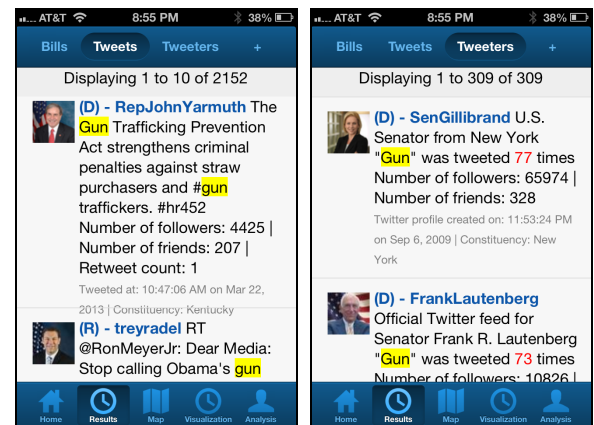 AT&T 8:55 PM 38%
Bills Tweets Tweeters +
Displaying 1 to 10 of 2152
(D) - RepJohnYarmuth The
Gun Trafficking Prevention
Act strengthens criminal
penalties against straw
purchasers and #gun
traffickers. #hr452
Number of followers: 4425 |
Number of friends: 207 |
Retweet count: 1
Tweeted at: 10:47:06 AM on Mar 22,
2013 | Constituency: Kentucky
(R) - treyradel RT
@RonMeyerJr: Dear Media:
Stop calling Obama's gun
Home Results Map Visualization Analysis
AT&T 8:55 PM 38%
Bills Tweets Tweeters +
Displaying 1 to 309 of 309
(D) - SenGillibrand U.S.
Senator from New York
"Gun" was tweeted 77 times
Number of followers: 65974 |
Number of friends: 328
Twitter profile created on: 11:53:24 PM
on Sep 6, 2009 | Constituency: New
York
(D) - FrankLautenberg
Official Twitter feed for
Senator Frank R. Lautenberg
"Gun" was tweeted 73 times
Number of followers: 10826 |
Home Results Map Visualization Analysis